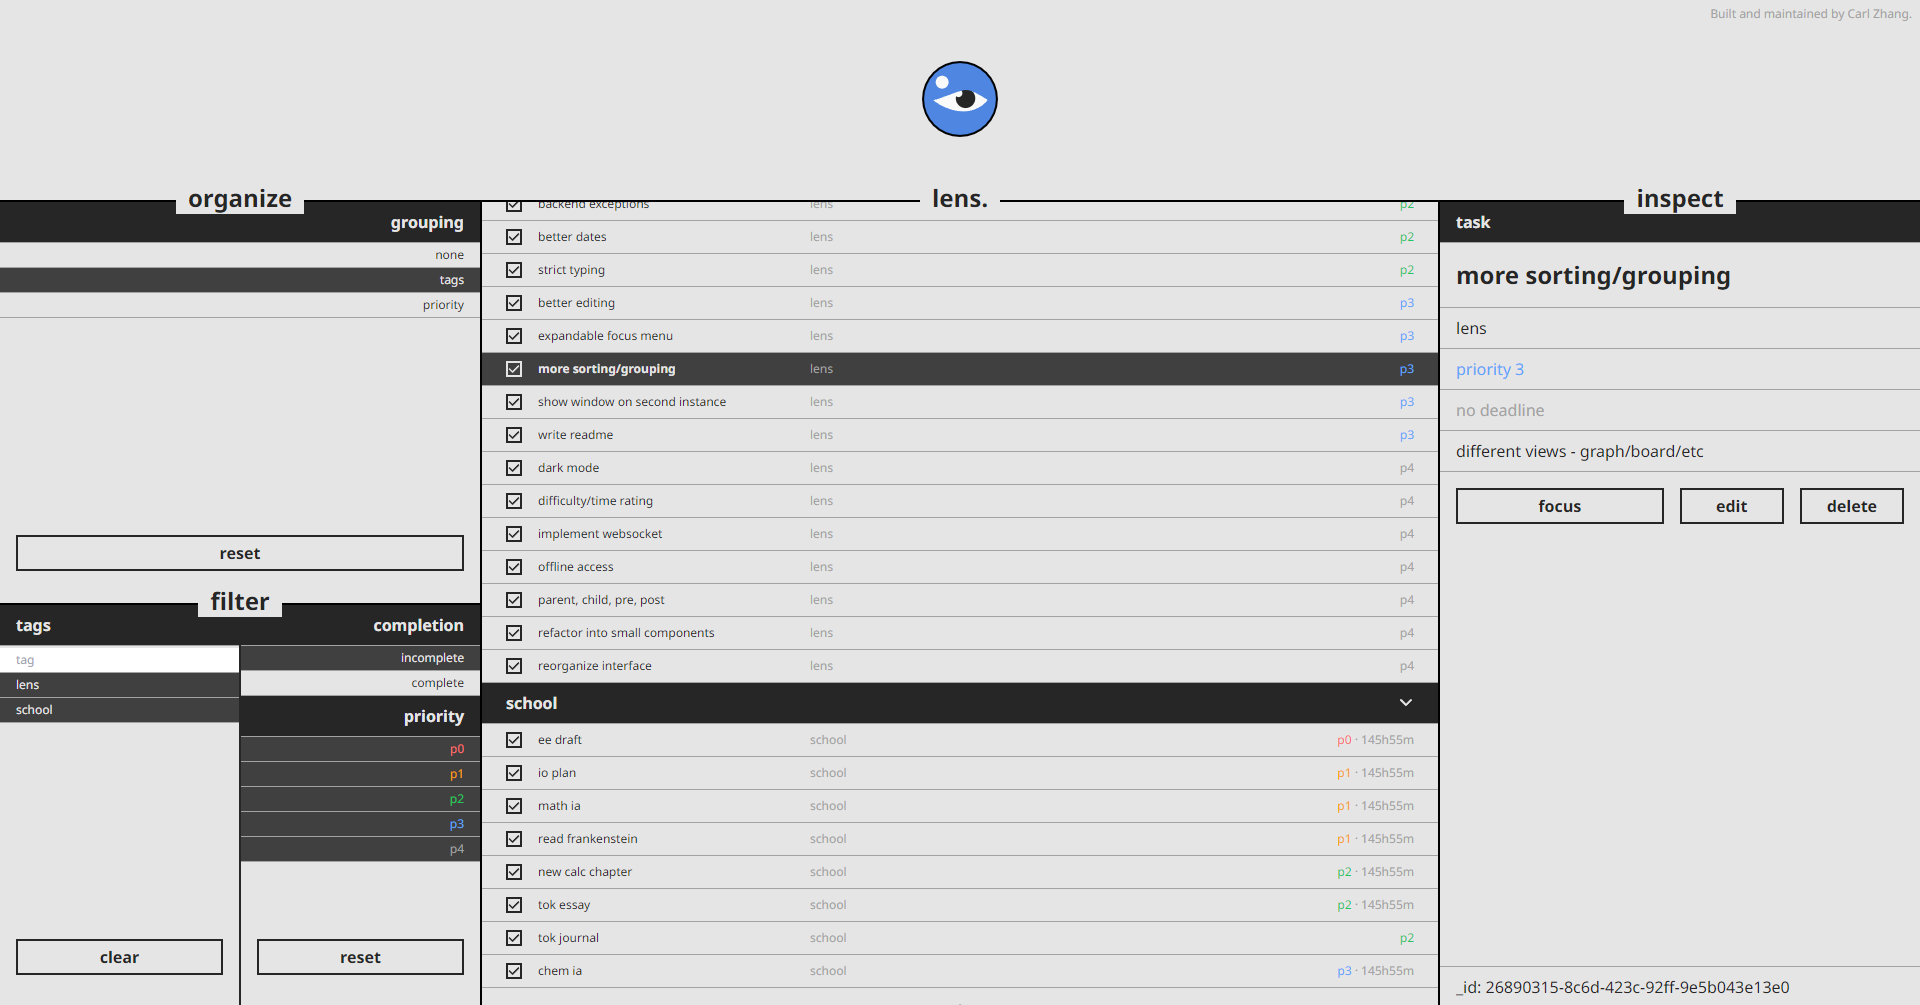 Built and maintained by Carl Zhang.
organize
grouping
none
tags
priority
reset
filter
tags
tag
lens
school
clear
completion
incomplete
complete
priority
p0
p1
p2
p3
p4
reset
lens.
backend exceptions lens p2
better dates lens p2
strict typing lens p2
better editing lens p3
expandable focus menu lens p3
more sorting/grouping lens p3
show window on second instance lens p3
write readme lens p3
dark mode lens p4
difficulty/time rating lens p4
implement websocket lens p4
offline access lens p4
parent, child, pre, post lens p4
refactor into small components lens p4
reorganize interface lens p4
school
ee draft school p0 · 145h55m
io plan school p1 · 145h55m
math ia school p1 · 145h55m
read frankenstein school p1 · 145h55m
new calc chapter school p2 · 145h55m
tok essay school p2 · 145h55m
tok journal school p2
chem ia school p3 · 145h55m
inspect
task
more sorting/grouping
lens
priority 3
no deadline
different views - graph/board/etc
focus edit delete
_id: 26890315-8c6d-423c-92ff-9e5b043e13e0